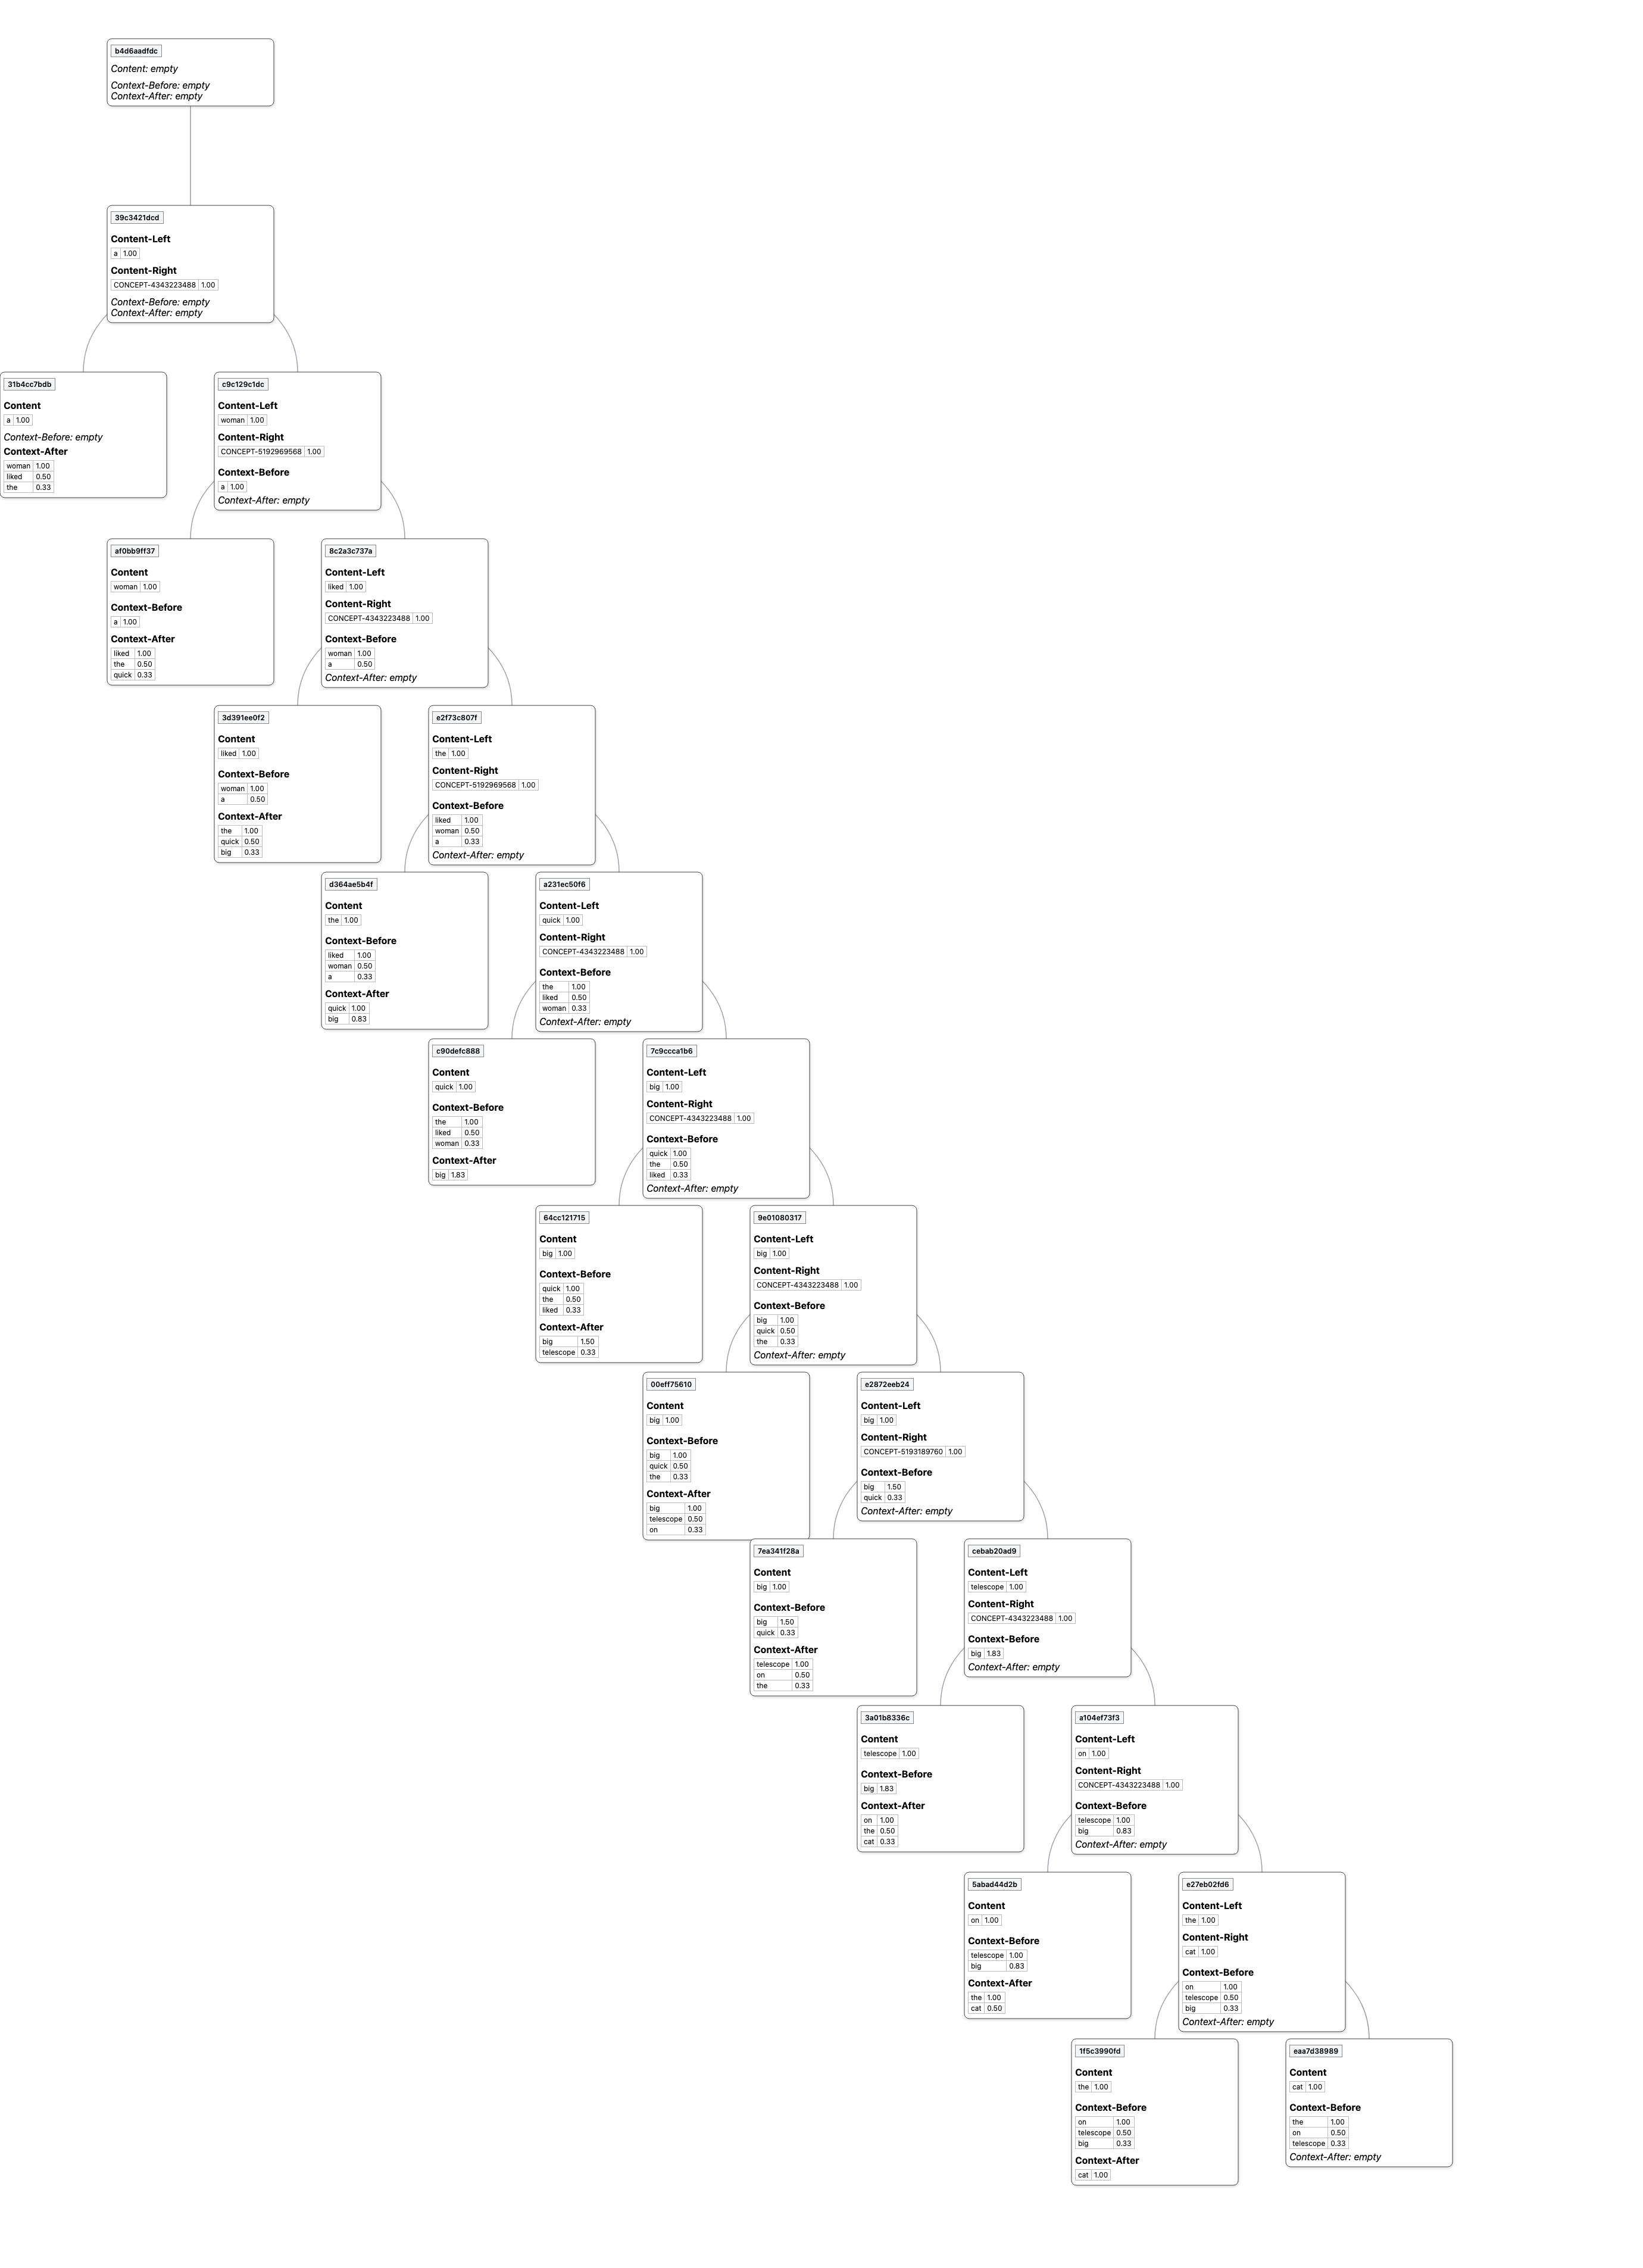 b4d6aadfdc
Content: empty
Context-Before: empty
Context-After: empty
39c3421dcd
Content-Left
a 1.00
Content-Right
CONCEPT-4343223488 1.00
Context-Before: empty
Context-After: empty
31b4cc7bdb
Content
a 1.00
Context-Before: empty
Context-After
woman 1.00
liked 0.50
the 0.33
c9c129c1dc
Content-Left
woman 1.00
Content-Right
CONCEPT-5192969568 1.00
Context-Before
a 1.00
Context-After: empty
af0bb9ff37
Content
woman 1.00
Context-Before
a 1.00
Context-After
liked 1.00
the 0.50
quick 0.33
8c2a3c737a
Content-Left
liked 1.00
Content-Right
CONCEPT-4343223488 1.00
Context-Before
woman 1.00
a 0.50
Context-After: empty
3d391ee0f2
Content
liked 1.00
Context-Before
woman 1.00
a 0.50
Context-After
the 1.00
quick 0.50
big 0.33
e2f73c807f
Content-Left
the 1.00
Content-Right
CONCEPT-5192969568 1.00
Context-Before
liked 1.00
woman 0.50
a 0.33
Context-After: empty
d364ae5b4f
Content
the 1.00
Context-Before
liked 1.00
woman 0.50
a 0.33
Context-After
quick 1.00
big 0.83
a231ec50f6
Content-Left
quick 1.00
Content-Right
CONCEPT-4343223488 1.00
Context-Before
the 1.00
liked 0.50
woman 0.33
Context-After: empty
c90defc888
Content
quick 1.00
Context-Before
the 1.00
liked 0.50
woman 0.33
Context-After
big 1.83
7c9ccca1b6
Content-Left
big 1.00
Content-Right
CONCEPT-4343223488 1.00
Context-Before
quick 1.00
the 0.50
liked 0.33
Context-After: empty
64cc121715
Content
big 1.00
Context-Before
quick 1.00
the 0.50
liked 0.33
Context-After
big 1.50
telescope 0.33
9e01080317
Content-Left
big 1.00
Content-Right
CONCEPT-4343223488 1.00
Context-Before
big 1.00
quick 0.50
the 0.33
Context-After: empty
00eff75610
Content
big 1.00
Context-Before
big 1.00
quick 0.50
the 0.33
Context-After
big 1.00
telescope 0.50
on 0.33
e2872eeb24
Content-Left
big 1.00
Content-Right
CONCEPT-5193189760 1.00
Context-Before
big 1.50
quick 0.33
Context-After: empty
7ea341f28a
Content
big 1.00
Context-Before
big 1.50
quick 0.33
Context-After
telescope 1.00
on 0.50
the 0.33
cebab20ad9
Content-Left
telescope 1.00
Content-Right
CONCEPT-4343223488 1.00
Context-Before
big 1.83
Context-After: empty
3a01b8336c
Content
telescope 1.00
Context-Before
big 1.83
Context-After
on 1.00
the 0.50
cat 0.33
a104ef73f3
Content-Left
on 1.00
Content-Right
CONCEPT-4343223488 1.00
Context-Before
telescope 1.00
big 0.83
Context-After: empty
5abad44d2b
Content
on 1.00
Context-Before
telescope 1.00
big 0.83
Context-After
the 1.00
cat 0.50
e27eb02fd6
Content-Left
the 1.00
Content-Right
cat 1.00
Context-Before
on 1.00
telescope 0.50
big 0.33
Context-After: empty
1f5c3990fd
Content
the 1.00
Context-Before
on 1.00
telescope 0.50
big 0.33
Context-After
cat 1.00
eaa7d38989
Content
cat 1.00
Context-Before
the 1.00
on 0.50
telescope 0.33
Context-After: empty